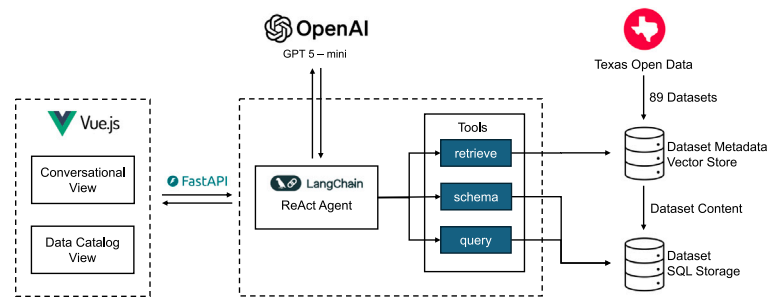 OpenAI
GPT 5 – mini
Texas Open Data
89 Datasets
Vue.js
Conversational
View
Data Catalog
View
FastAPI
LangChain
ReAct Agent
Tools
retrieve
schema
query
Dataset Metadata
Vector Store
Dataset Content
Dataset
SQL Storage